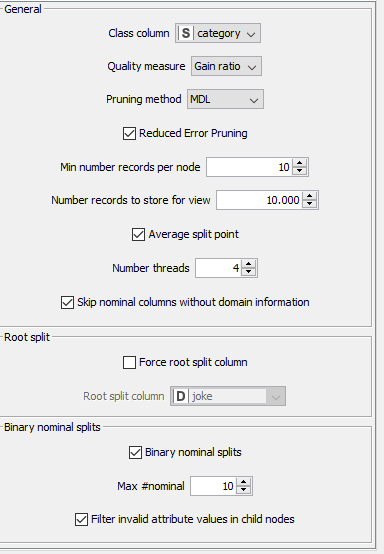 General
Class column S category
Quality measure Gain ratio
Pruning method MDL
Reduced Error Pruning
Min number records per node 10
Number records to store for view 10.000
Average split point
Number threads 4
Skip nominal columns without domain information
Root split
Force root split column
Root split column D joke
Binary nominal splits
Binary nominal splits
Max #nominal 10
Filter invalid attribute values in child nodes